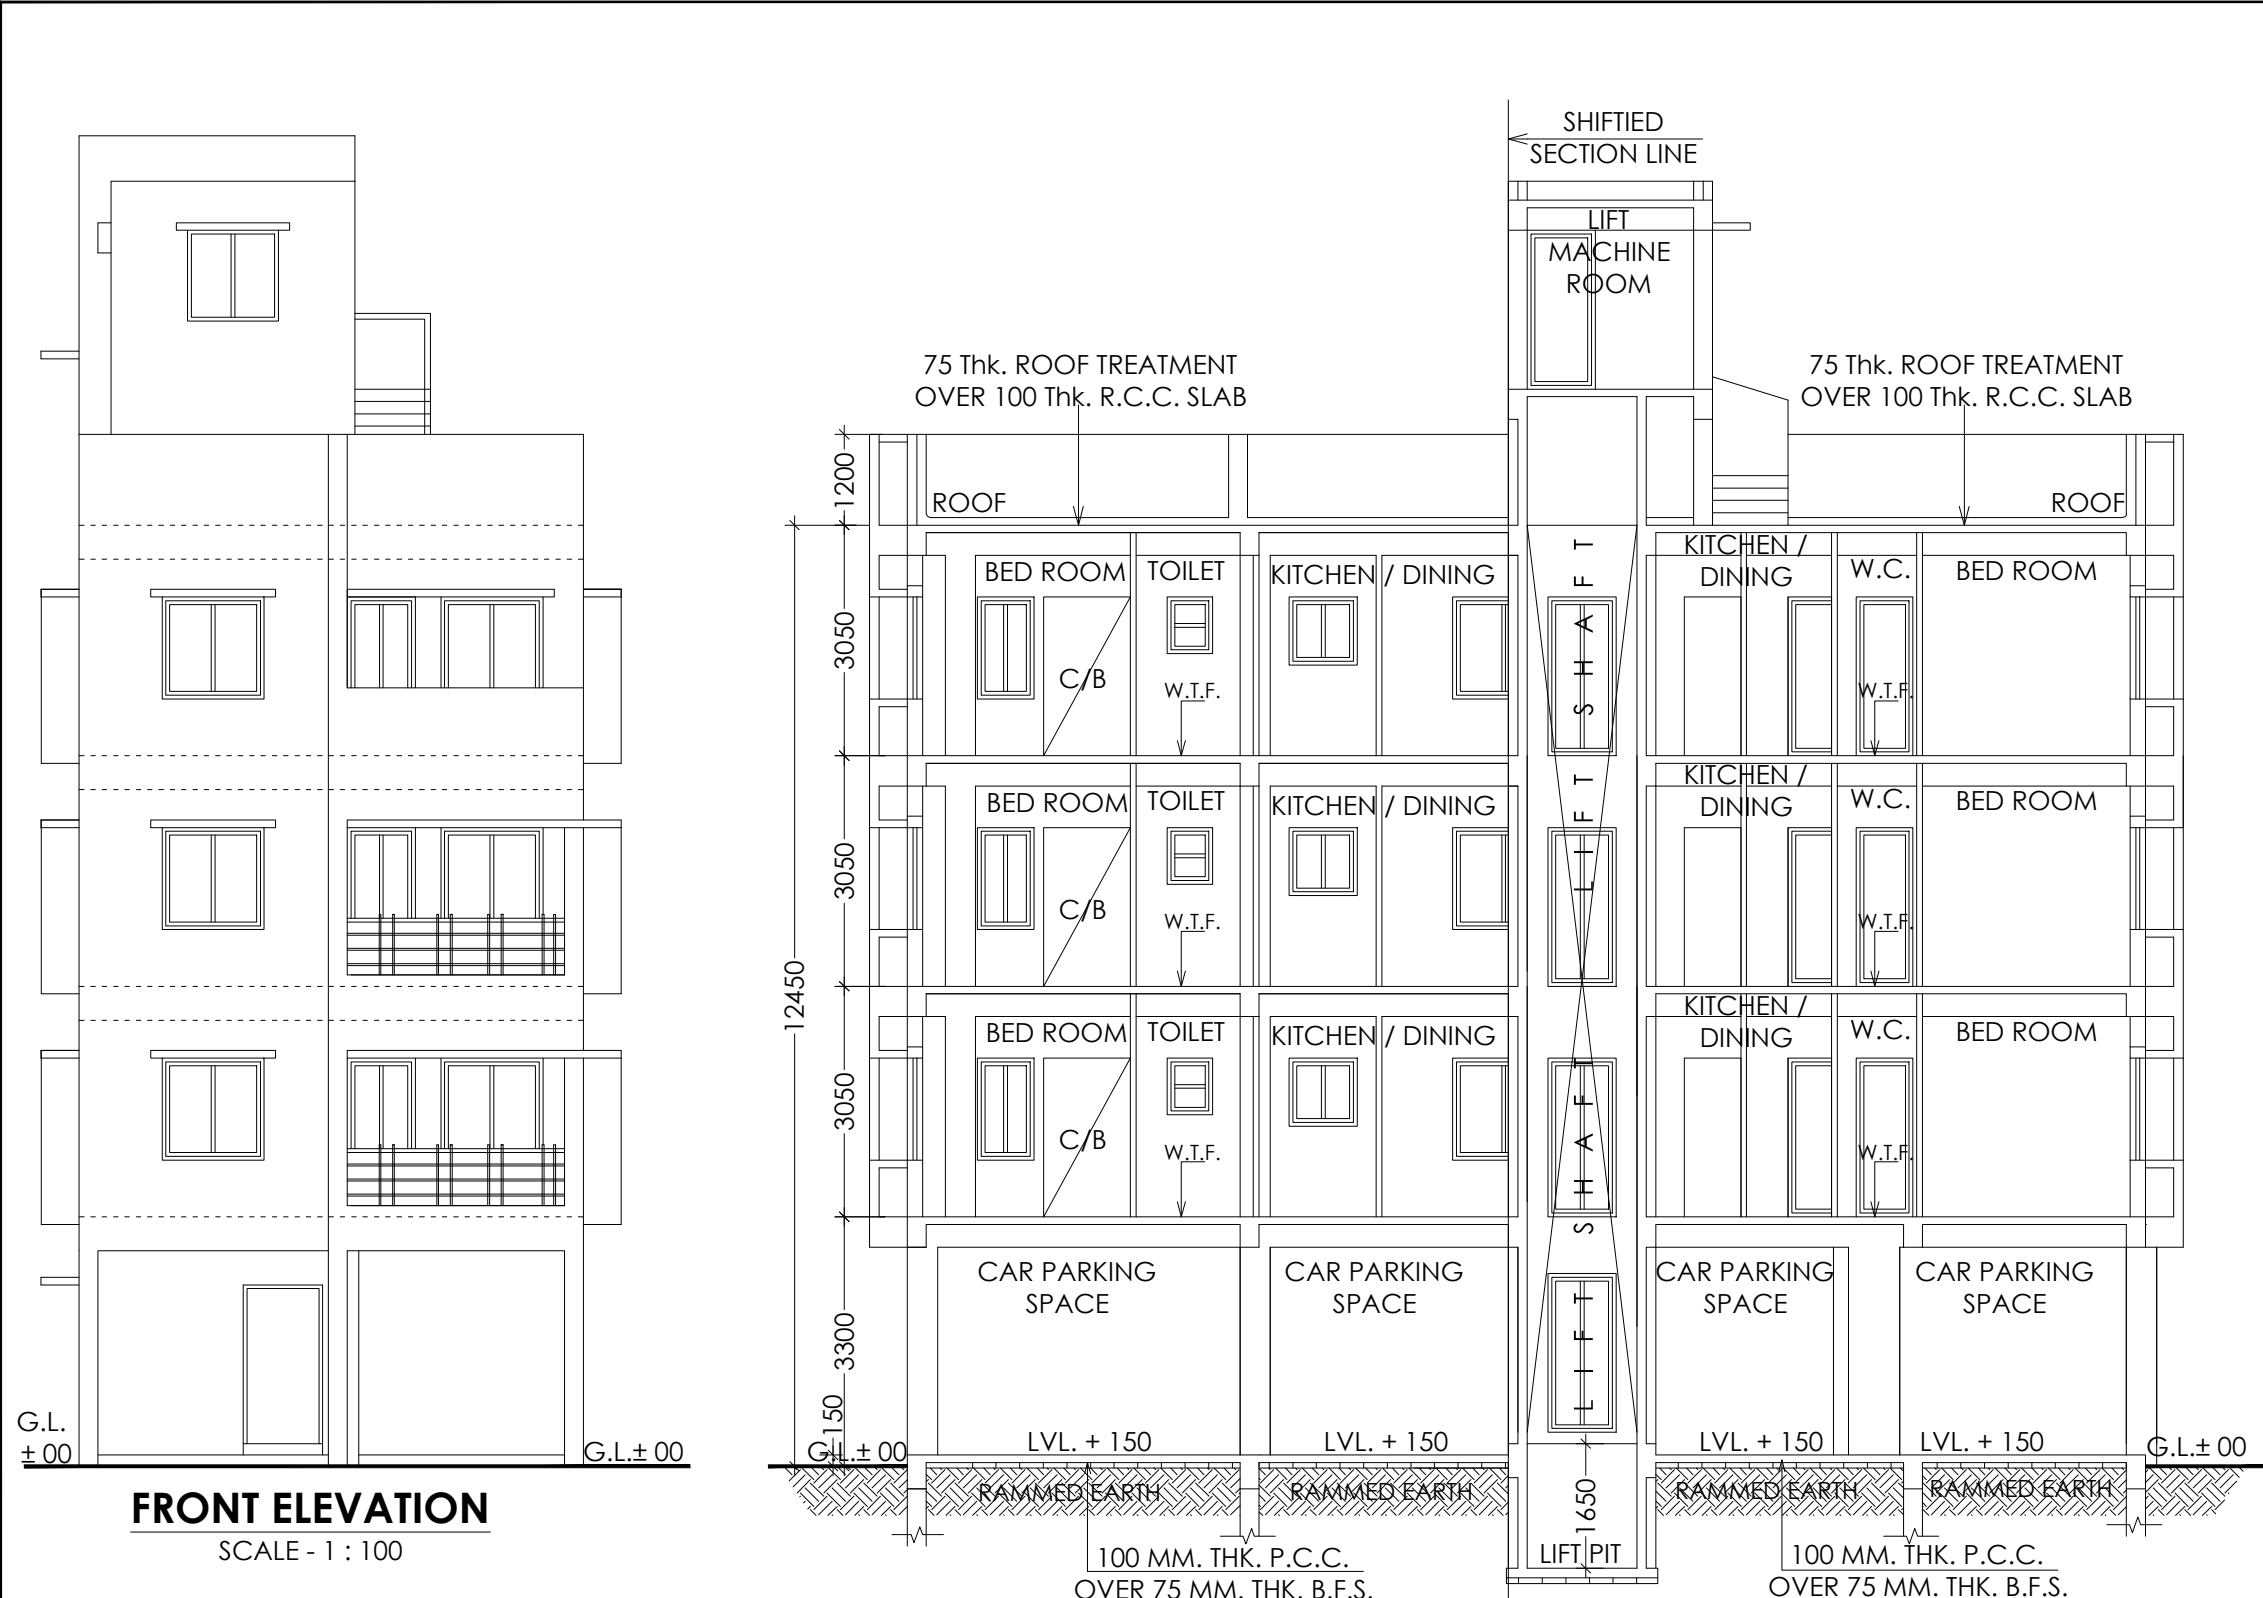 SHIFTIED
SECTION LINE
LIFT
MACHINE
ROOM
75 Thk. ROOF TREATMENT
OVER 100 Thk. R.C.C. SLAB
75 Thk. ROOF TREATMENT
OVER 100 Thk. R.C.C. SLAB
1200
ROOF
ROOF
BED ROOM
TOILET
KITCHEN / DINING
KITCHEN /
DINING
W.C.
BED ROOM
3050
C/B
W.T.F.
W.T.F.
LIFT SHAFT
BED ROOM
TOILET
KITCHEN / DINING
KITCHEN /
DINING
W.C.
BED ROOM
3050
C/B
W.T.F.
W.T.F.
12450
BED ROOM
TOILET
KITCHEN / DINING
KITCHEN /
DINING
W.C.
BED ROOM
3050
C/B
W.T.F.
W.T.F.
LIFT SHAFT
CAR PARKING
SPACE
CAR PARKING
SPACE
CAR PARKING
SPACE
CAR PARKING
SPACE
3300
150
G.L.
± 00
G.L.± 00
G.L.± 00
LVL. + 150
LVL. + 150
LVL. + 150
LVL. + 150
G.L.± 00
RAMMED EARTH
RAMMED EARTH
RAMMED EARTH
RAMMED EARTH
1650
LIFT PIT
FRONT ELEVATION
SCALE - 1 : 100
100 MM. THK. P.C.C.
OVER 75 MM. THK. B.F.S.
100 MM. THK. P.C.C.
OVER 75 MM. THK. B.F.S.